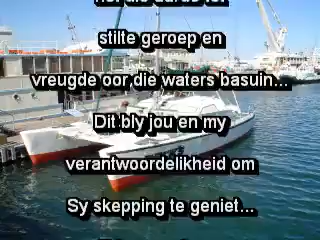 stilte geroep en
vreugde oor die waters basuin...
Dit bly jou en my
verantwoordelikheid om
Sy skepping te geniet...